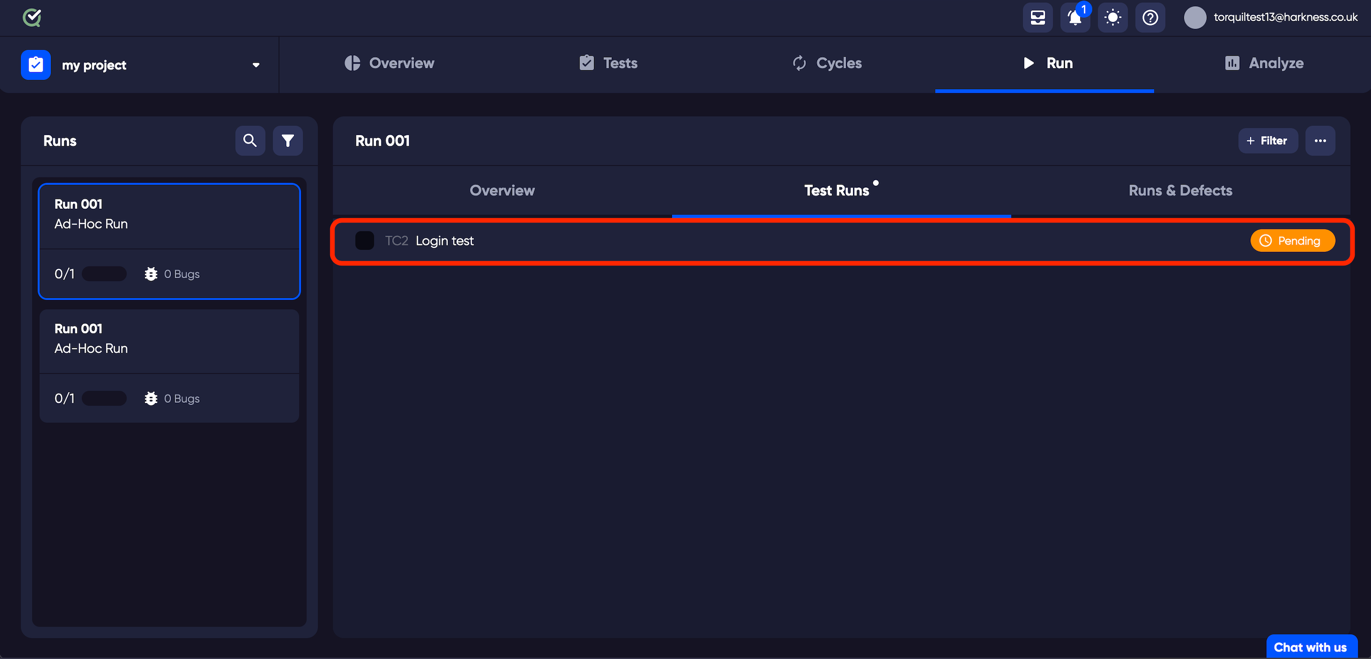 1
torquiltest13@harkness.co.uk
my project
Overview
Tests
Cycles
Run
Analyze
Runs
Run 001
Ad-Hoc Run
0/1
0 Bugs
Run 001
Ad-Hoc Run
0/1
0 Bugs
Run 001
+ Filter
Overview
Test Runs
Runs & Defects
TC2 Login test
Pending
Chat with us